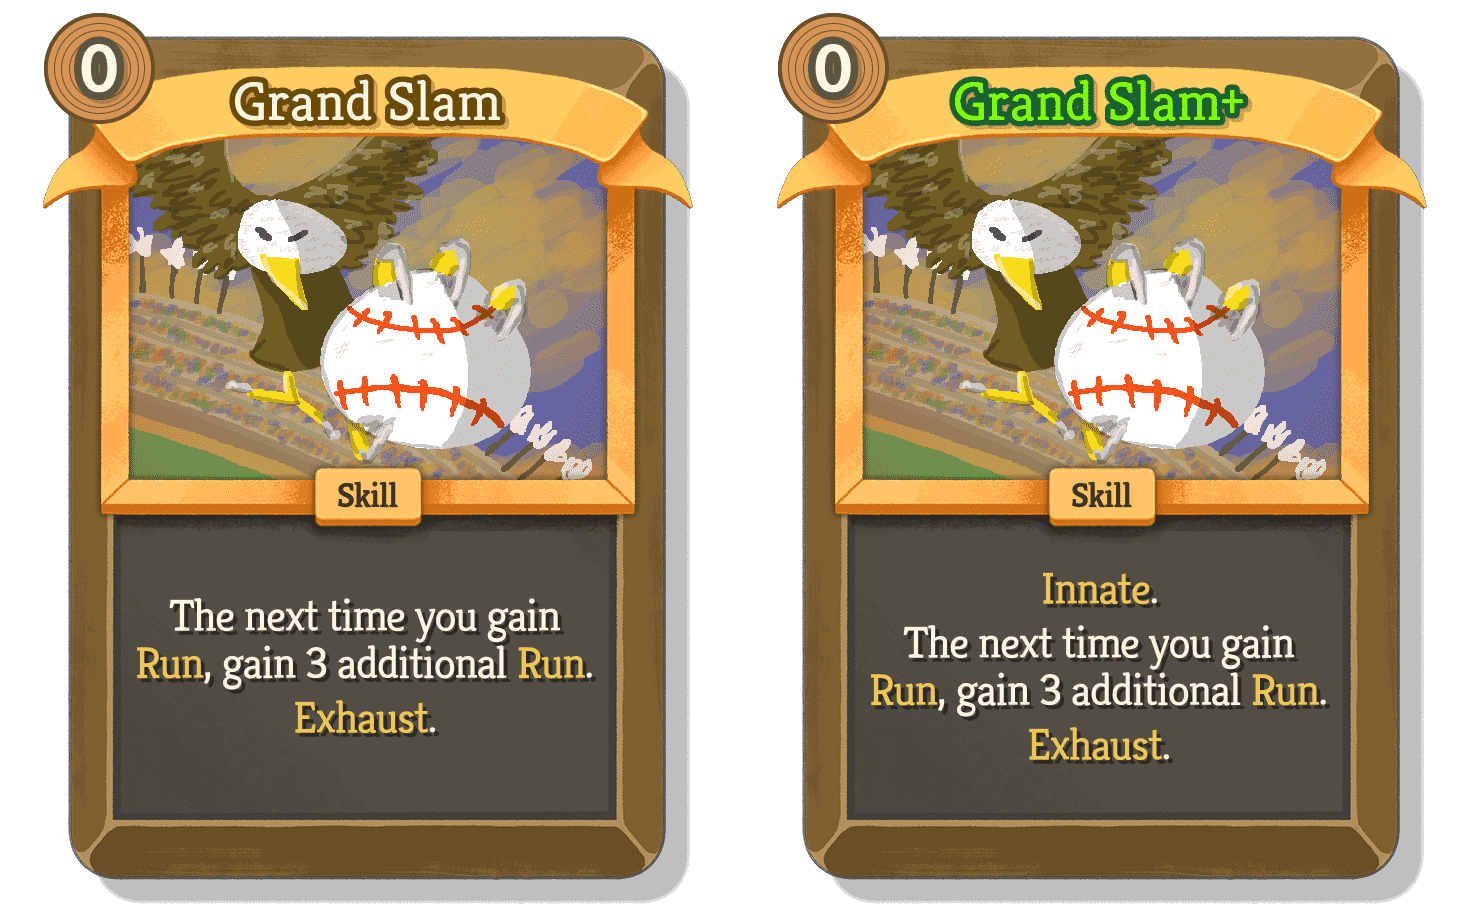 0
Grand Slam
Skill
The next time you gain
Run, gain 3 additional Run.
Exhaust.
0
Grand Slam+
Skill
Innate.
The next time you gain
Run, gain 3 additional Run.
Exhaust.